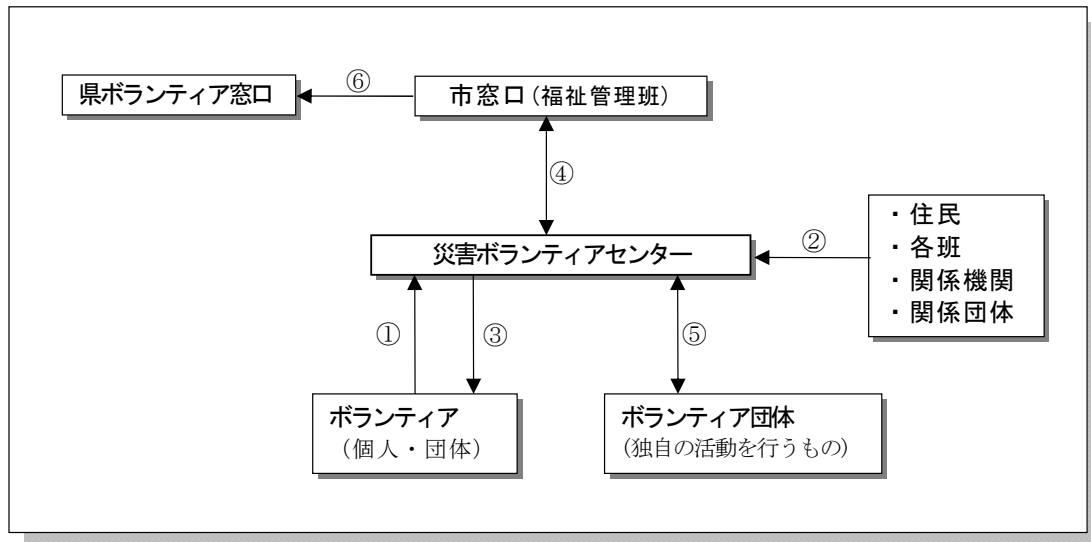 県ボランティア窓口
⑥
市窓口(福祉管理班)
④
・住民
・各班
・関係機関
・関係団体
②
災害ボランティアセンター
①
③
⑤
ボランティア
(個人・団体)
ボランティア団体
(独自の活動を行うもの)